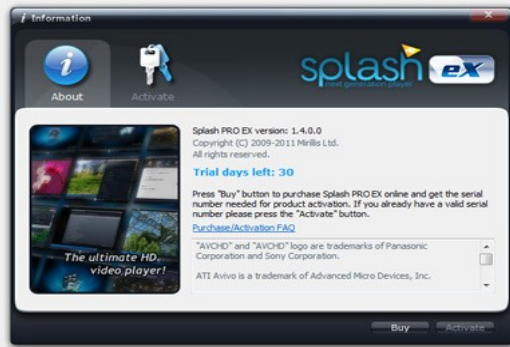 Information
About
Activate
splash EX
next generation player
Splash PRO EX version: 1.4.0.0
Copyright (C) 2009-2011 Mirillis Ltd.
All rights reserved.
Trial days left: 30
Press "Buy" button to purchase Splash PRO EX online and get the serial
number needed for product activation. If you already have a valid serial
number please press the "Activate" button.
Purchase/Activation FAQ
"AVCHD" and "AVCHD" logo are trademarks of Panasonic
Corporation and Sony Corporation.
ATI Avivo is a trademark of Advanced Micro Devices, Inc.
The ultimate HD
video player!
Buy
Activate